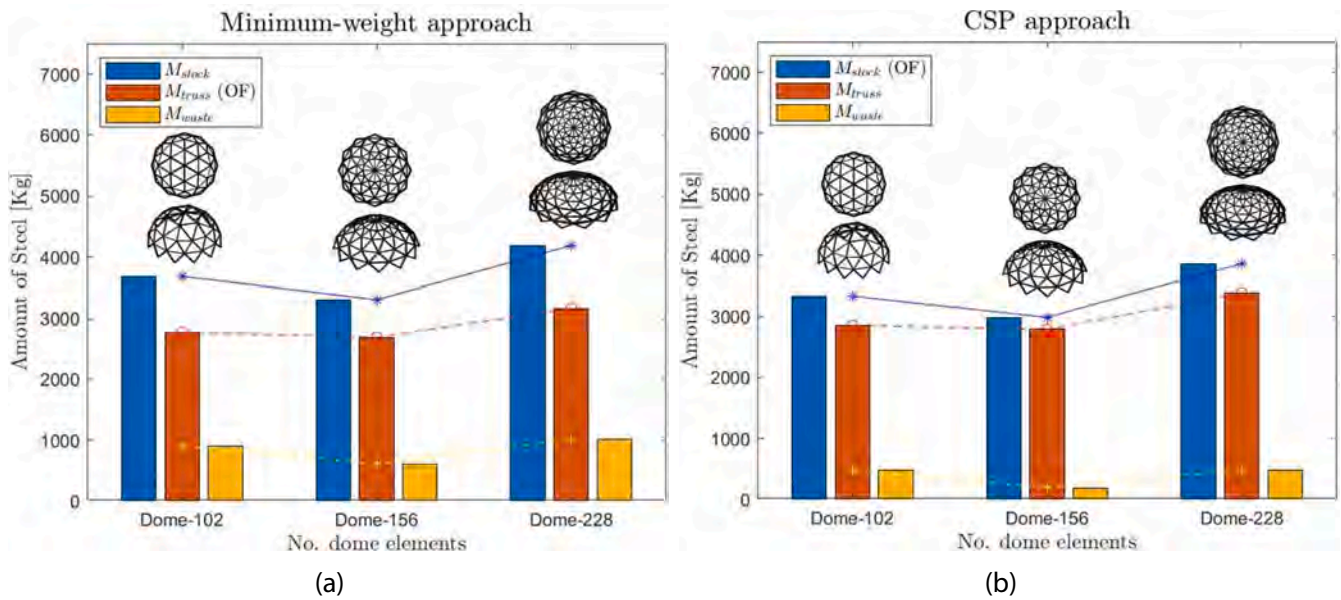 Minimum-weight approach
7000
6000
5000
4000
3000
2000
1000
0
Amount of Steel [Kg]
M_stock
M_truss (OF)
M_waste
Dome-102
Dome-156
Dome-228
No. dome elements
(a)
CSP approach
7000
6000
5000
4000
3000
2000
1000
0
Amount of Steel [Kg]
M_stock (OF)
M_truss
M_waste
Dome-102
Dome-156
Dome-228
No. dome elements
(b)